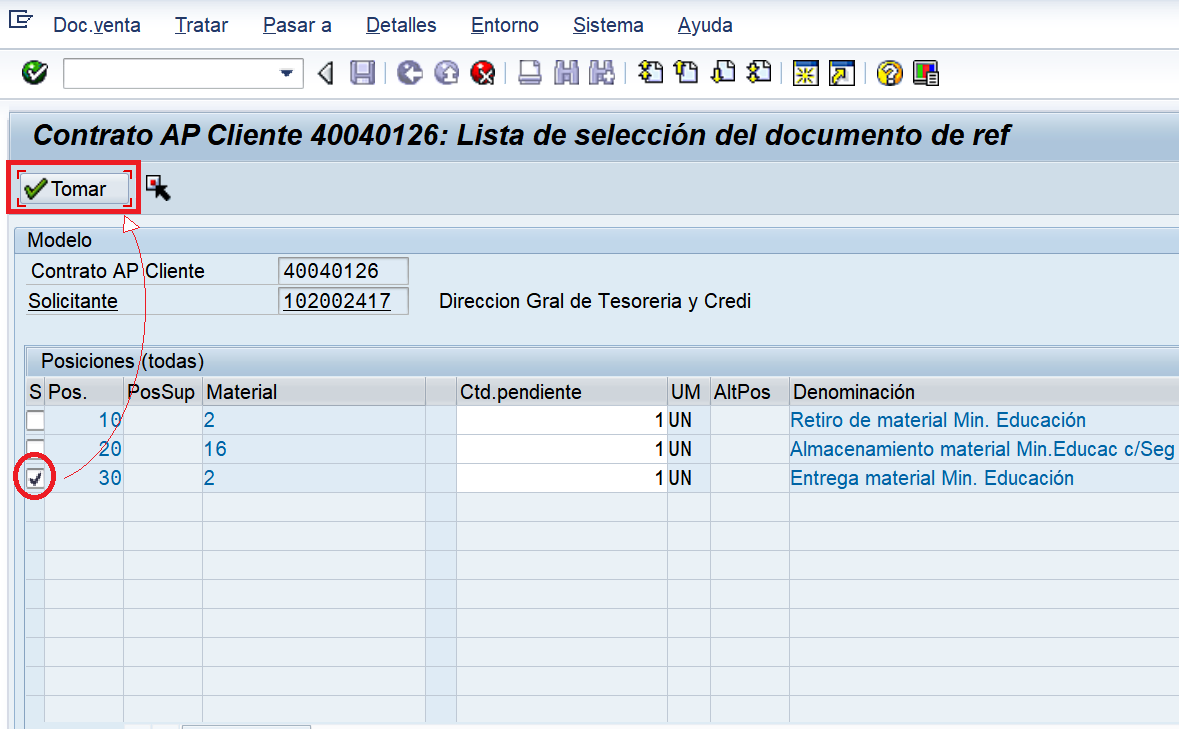 Doc.venta Tratar Pasar a Detalles Entorno Sistema Ayuda
Contrato AP Cliente 40040126: Lista de selección del documento de ref
Tomar
Modelo
Contrato AP Cliente 40040126
Solicitante 102002417 Direccion Gral de Tesoreria y Credi
Posiciones (todas)
S Pos. PosSup Material Ctd.pendiente UM AltPos Denominación
10 2 1 UN Retiro de material Min. Educación
20 16 1 UN Almacenamiento material Min.Educac c/Seg
30 2 1 UN Entrega material Min. Educación